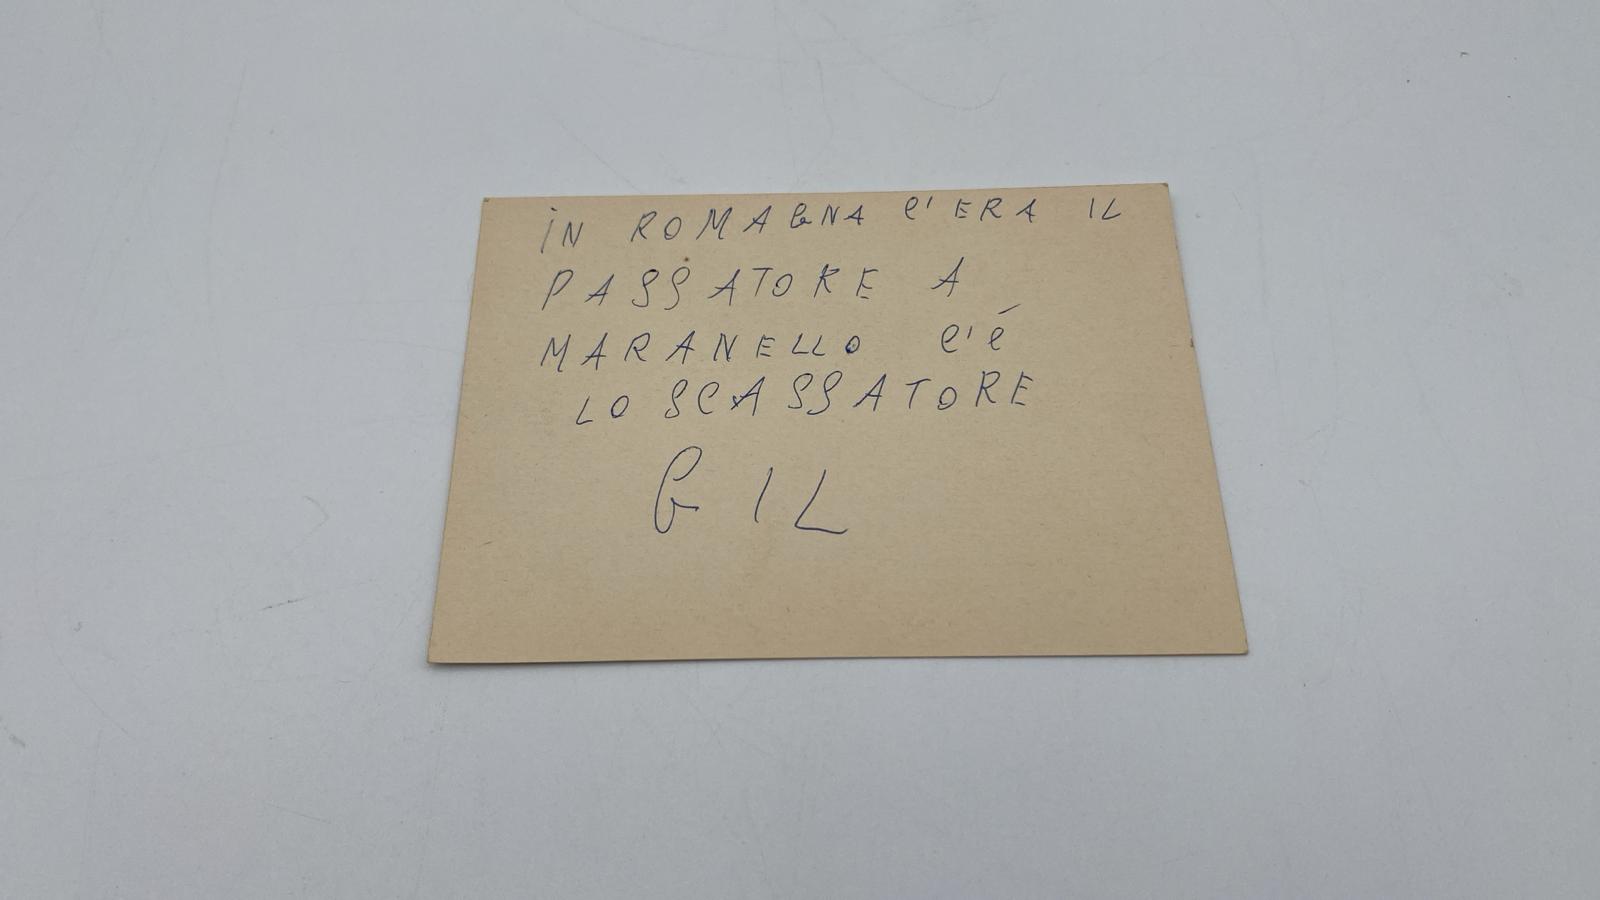 IN ROMAGNA C'ERA IL
PASSATORE A
MARANELLO C'É
LO SCASSATORE
GIL